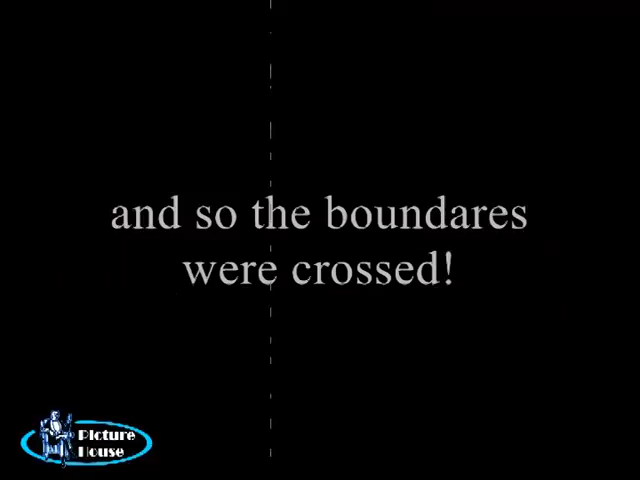 and so the boundares
were crossed!
Picture
House